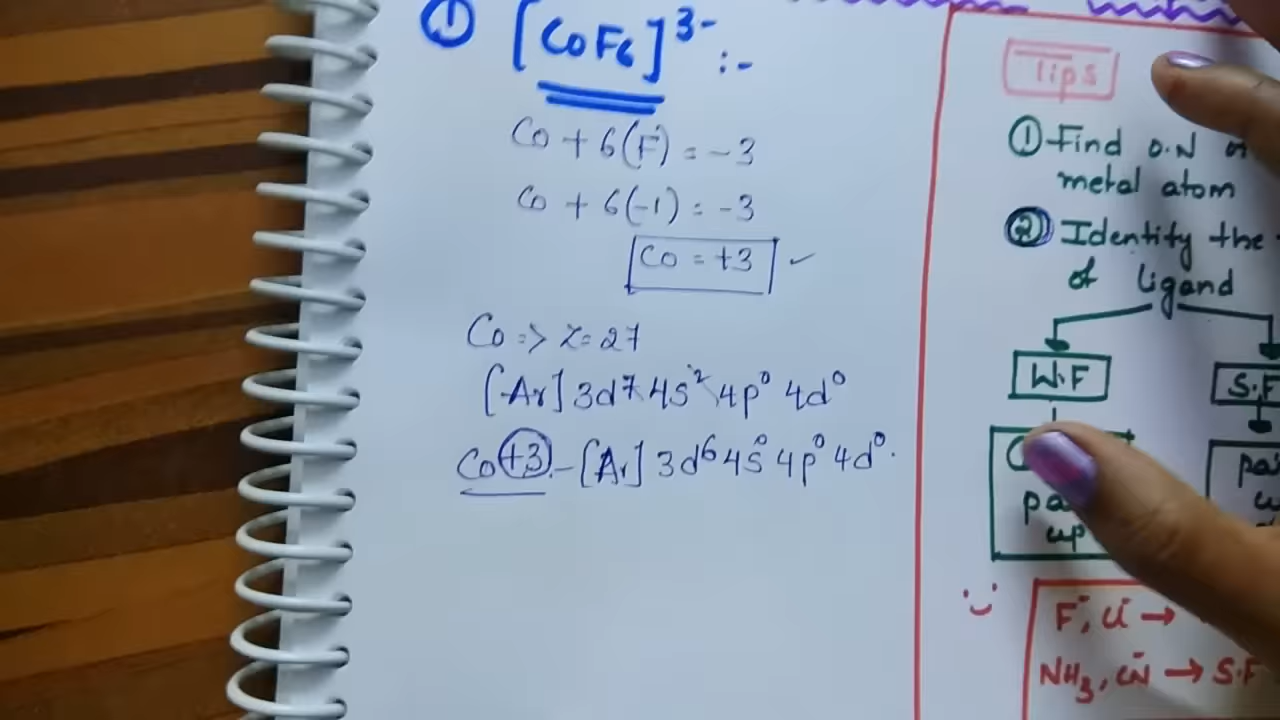 ① [CoF6]³⁻ :-
Co + 6(F⁻) = -3
Co + 6(-1) = -3
Co = +3 ✓
Co => Z = 27
[Ar] 3d⁷ 4s² 4p⁰ 4d⁰
Co+3 - [Ar] 3d⁶ 4s⁰ 4p⁰ 4d⁰.
Tips
① Find O.N
metal atom
② Identify the
of ligand
W.F
S.F
up
F⁻, Cl⁻ →
NH₃, CN⁻ → S.F